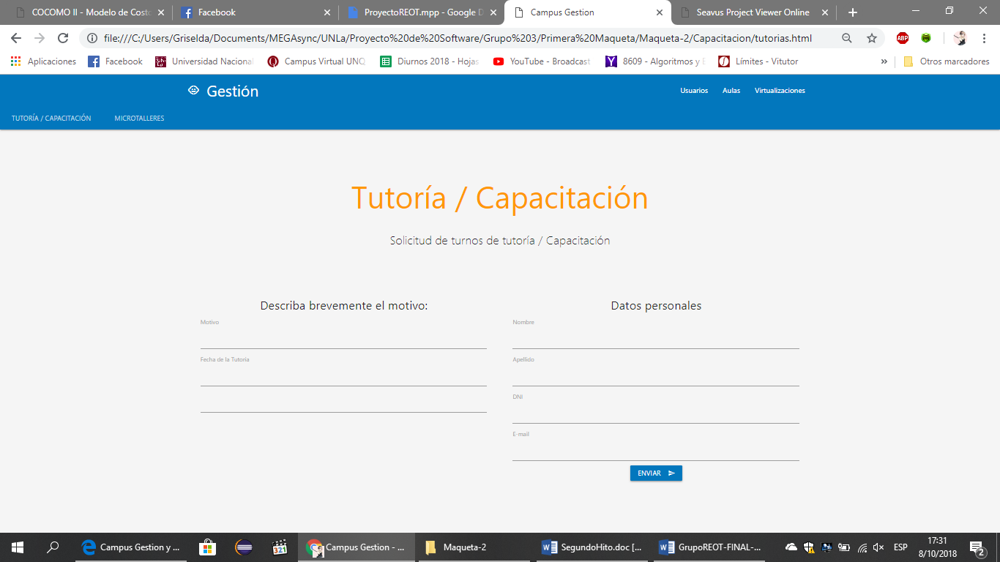 COCOMO II - Modelo de Costo
Facebook
ProyectoREOT.mpp - Google D
Campus Gestion
Seavus Project Viewer Online
file:///C:/Users/Griselda/Documents/MEGAsync/UNLa/Proyecto%20de%20Software/Grupo%203/Primera%20Maqueta/Maqueta-2/Capacitacion/tutorias.html
ABP
Aplicaciones
Facebook
Universidad Nacional
Campus Virtual UNQ
Diurnos 2018 - Hojas
YouTube - Broadcast
8609 - Algoritmos y E
Límites - Vitutor
»
Otros marcadores
Gestión
Usuarios
Aulas
Virtualizaciones
TUTORÍA / CAPACITACIÓN
MICROTALLERES
Tutoría / Capacitación
Solicitud de turnos de tutoría / Capacitación
Describa brevemente el motivo:
Motivo
Fecha de la Tutoria
Datos personales
Nombre
Apellido
DNI
E-mail
ENVIAR
Campus Gestion y ...
321
Campus Gestion - ...
Maqueta-2
SegundoHito.doc [...
GrupoREOT-FINAL-...
ESP
17:31
8/10/2018
2